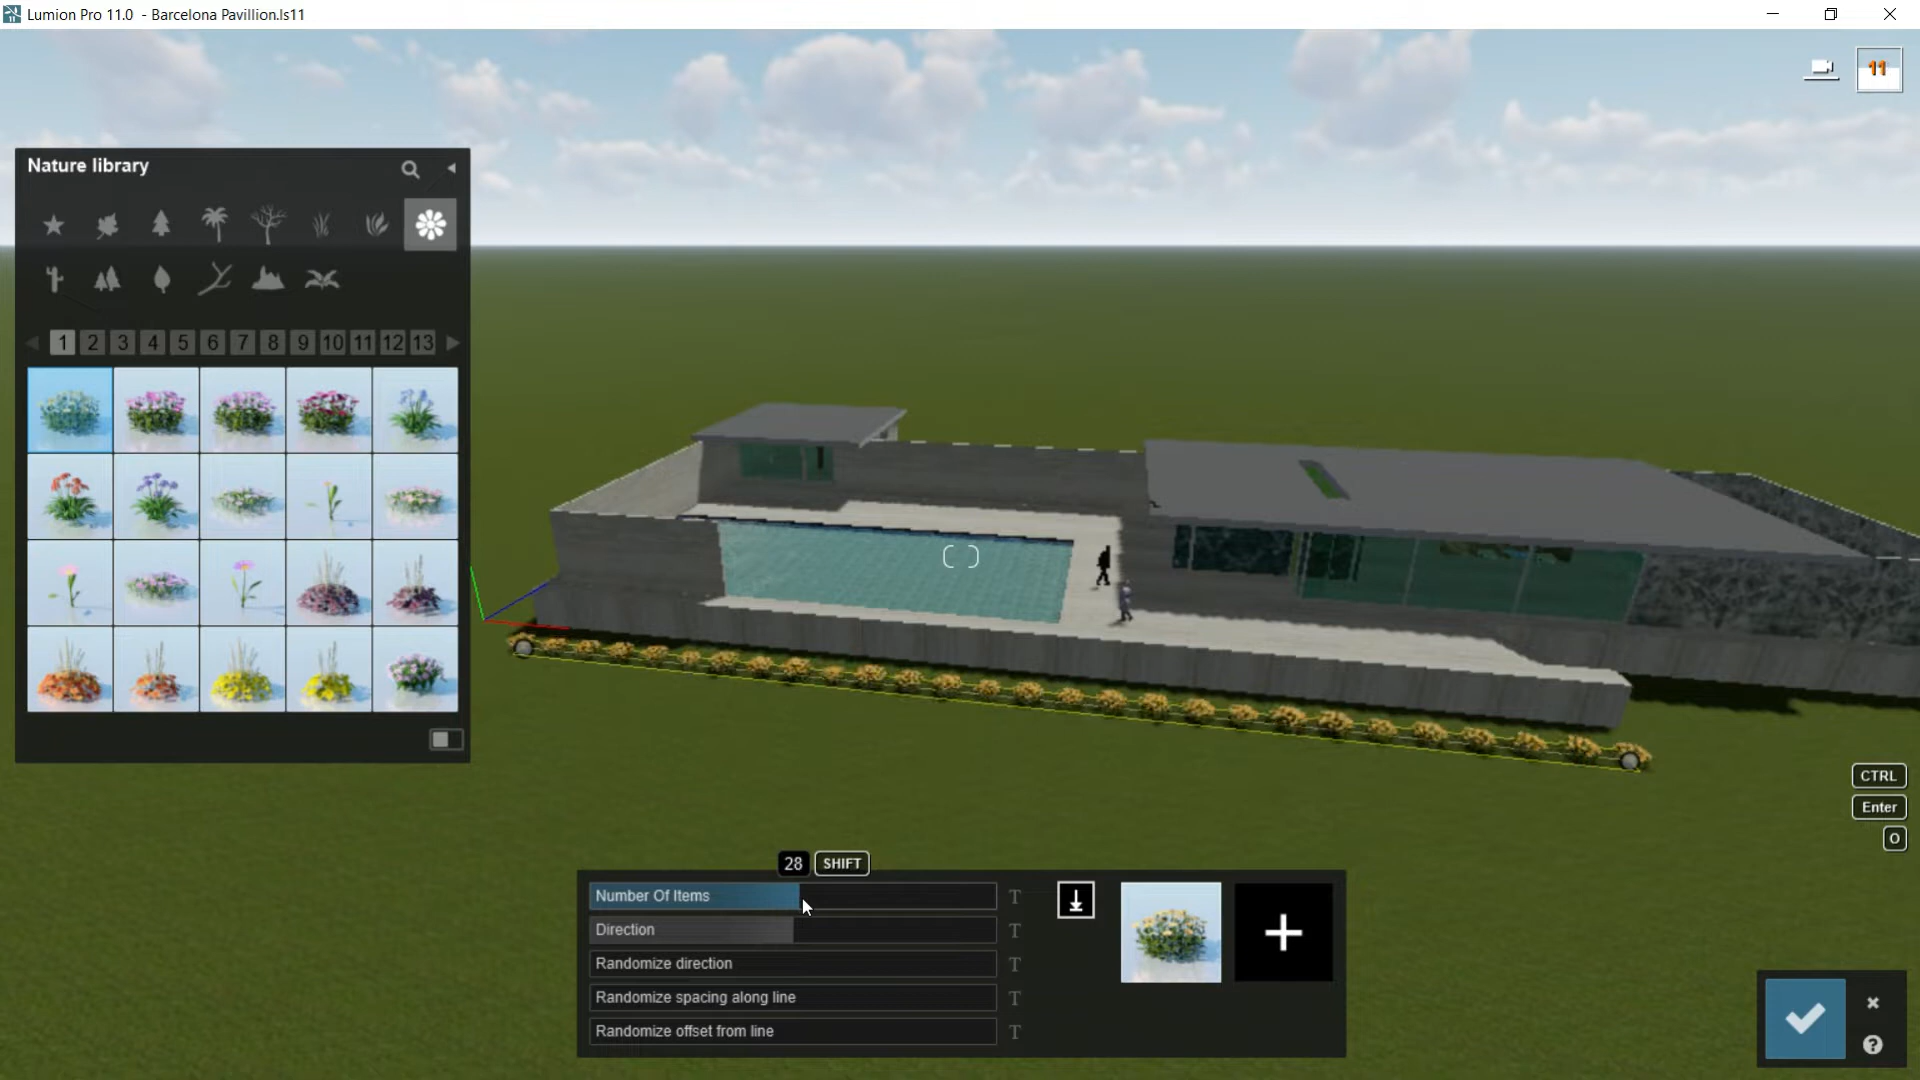 Lumion Pro 11.0 - Barcelona Pavillion.ls11
11
Nature library
1 2 3 4 5 6 7 8 9 10 11 12 13
CTRL
Enter
O
28 SHIFT
Number Of Items T
Direction T
Randomize direction T
Randomize spacing along line T
Randomize offset from line T